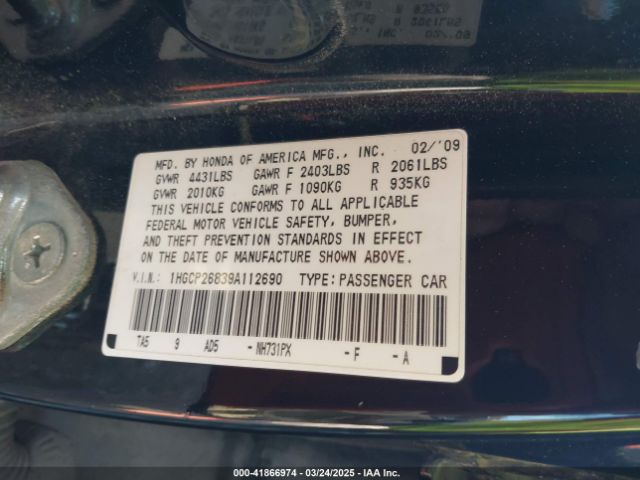 MFD. BY HONDA OF AMERICA MFG., INC. 02/'09
GVWR 4431LBS GAWR F 2403LBS R 2061LBS
GVWR 2010KG GAWR F 1090KG R 935KG
THIS VEHICLE CONFORMS TO ALL APPLICABLE
FEDERAL MOTOR VEHICLE SAFETY, BUMPER,
AND THEFT PREVENTION STANDARDS IN EFFECT
ON THE DATE OF MANUFACTURE SHOWN ABOVE.
V.I.N.: 1HGCP26839A112690 TYPE: PASSENGER CAR
TA5 9 AD5 -NH731PX -F -A
000-41866974 / 03/24/2025 / IAA Inc.